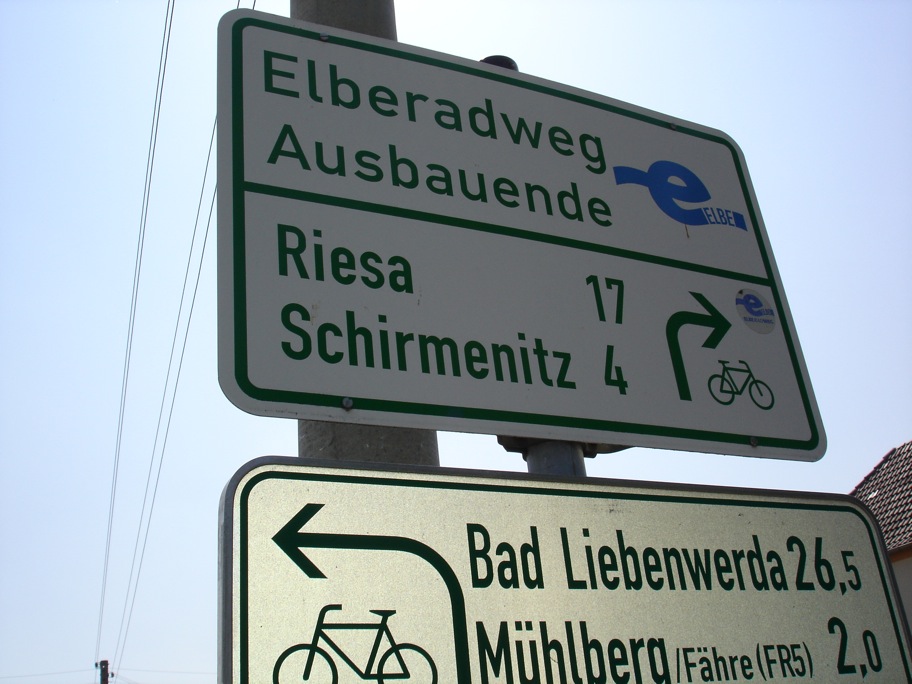 Elberadweg
Ausbauende
ELBE
Riesa 17
Schirmenitz 4
Bad Liebenwerda 26,5
Mühlberg/Fähre (FR5) 2,0